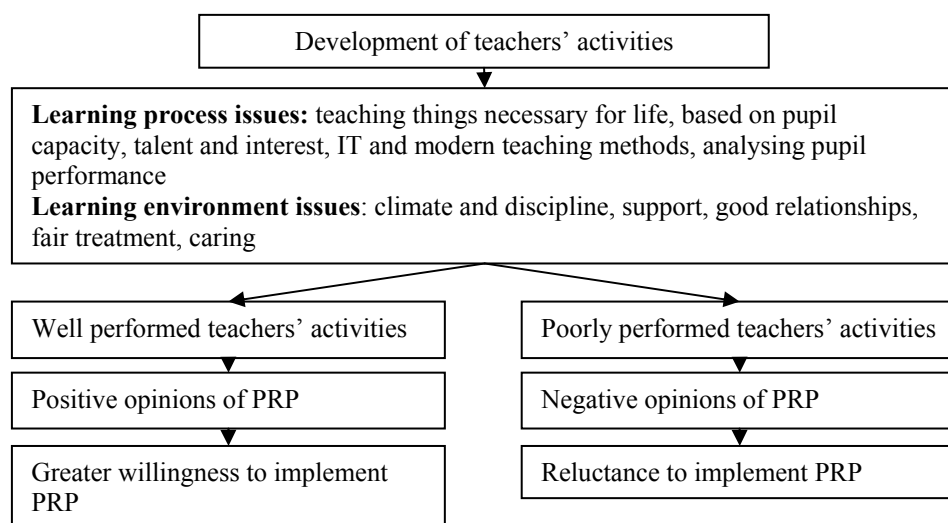 Development of teachers’ activities
Learning process issues: teaching things necessary for life, based on pupil
capacity, talent and interest, IT and modern teaching methods, analysing pupil
performance
Learning environment issues: climate and discipline, support, good relationships,
fair treatment, caring
Well performed teachers’ activities
Poorly performed teachers’ activities
Positive opinions of PRP
Negative opinions of PRP
Greater willingness to implement
PRP
Reluctance to implement PRP